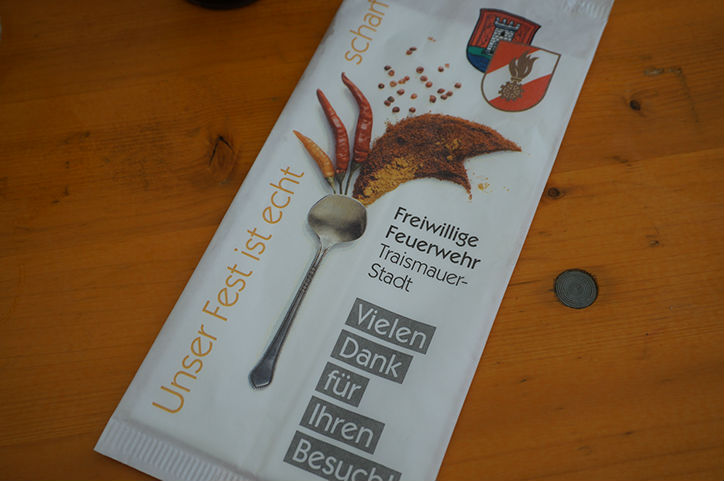 Unser Fest ist echt
scharf
Freiwillige
Feuerwehr
Traismauer-
Stadt
Vielen
Dank
für
Ihren
Besuch!